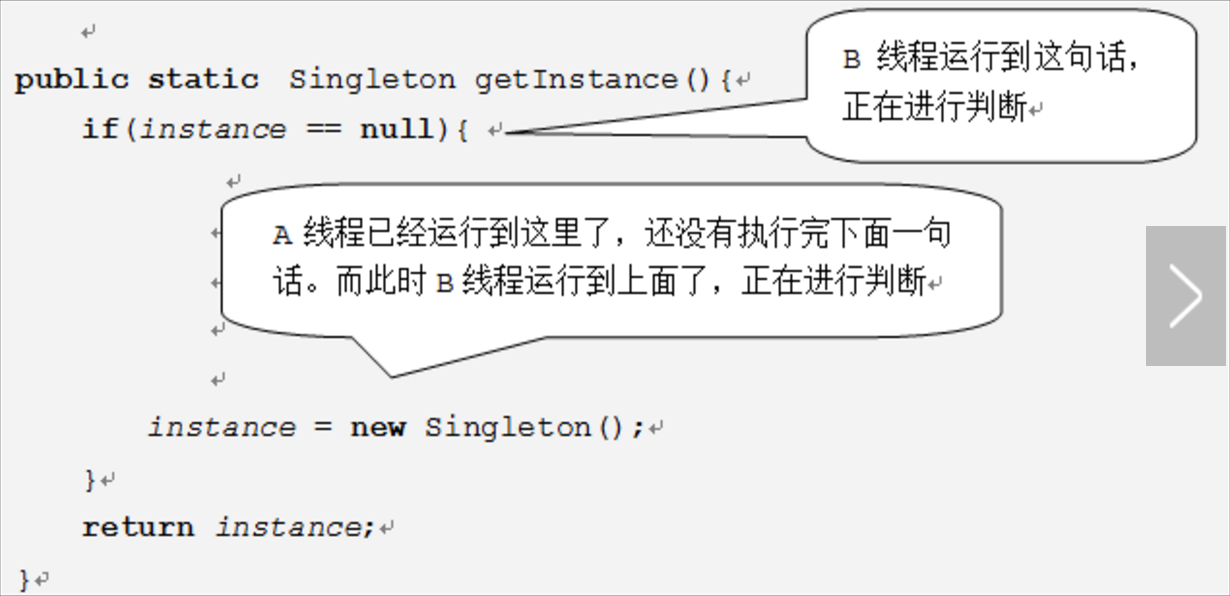 public static Singleton getInstance(){
B 线程运行到这句话，
正在进行判断
if(instance == null){
A 线程已经运行到这里了，还没有执行完下面一句
话。而此时 B 线程运行到上面了，正在进行判断
instance = new Singleton();
}
return instance;
}